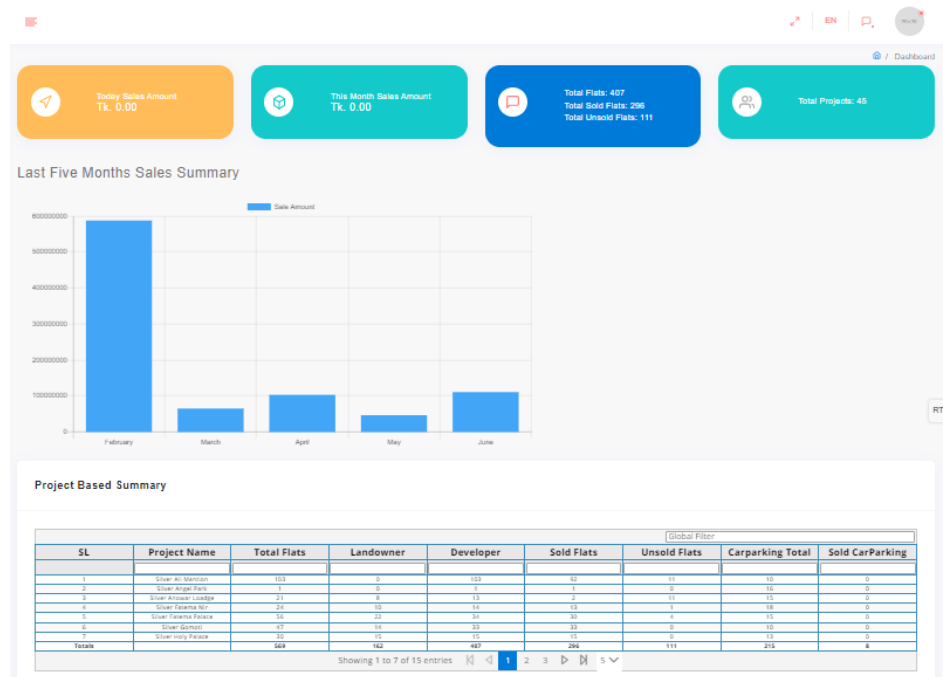 EN
/ Dashboard
Today Sales Amount
Tk. 0.00
This Month Sales Amount
Tk. 0.00
Total Flats: 407
Total Sold Flats: 296
Total Unsold Flats: 111
Total Projects: 45
Last Five Months Sales Summary
Sale Amount
600000000
500000000
400000000
300000000
200000000
100000000
0
February March April May June
RT
Project Based Summary
Global Filter
SL Project Name Total Flats Landowner Developer Sold Flats Unsold Flats Carparking Total Sold CarParking
1 Silver Ali Mantion 103 0 103 92 11 10 0
2 Silver Angel Park 1 0 1 1 0 16 0
3 Silver Anowar Loadge 21 8 13 2 11 15 0
4 Silver Fatema Nir 24 10 14 13 1 18 0
5 Silver Fatema Palace 56 22 34 30 4 15 0
6 Silver Gomoti 47 14 33 33 0 10 0
7 Silver Holy Palace 30 15 15 15 0 13 0
Totals 569 162 407 296 111 215 8
Showing 1 to 7 of 15 entries 1 2 3 5